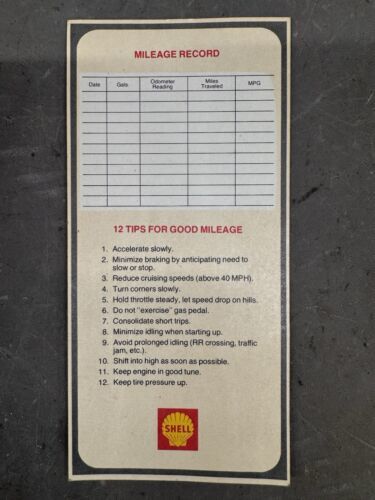 MILEAGE RECORD
Date Gals Odometer Reading Miles Traveled MPG
12 TIPS FOR GOOD MILEAGE
1. Accelerate slowly.
2. Minimize braking by anticipating need to
slow or stop.
3. Reduce cruising speeds (above 40 MPH).
4. Turn corners slowly.
5. Hold throttle steady, let speed drop on hills.
6. Do not "exercise" gas pedal.
7. Consolidate short trips.
8. Minimize idling when starting up.
9. Avoid prolonged idling (RR crossing, traffic
jam, etc.).
10. Shift into high as soon as possible.
11. Keep engine in good tune.
12. Keep tire pressure up.
SHELL